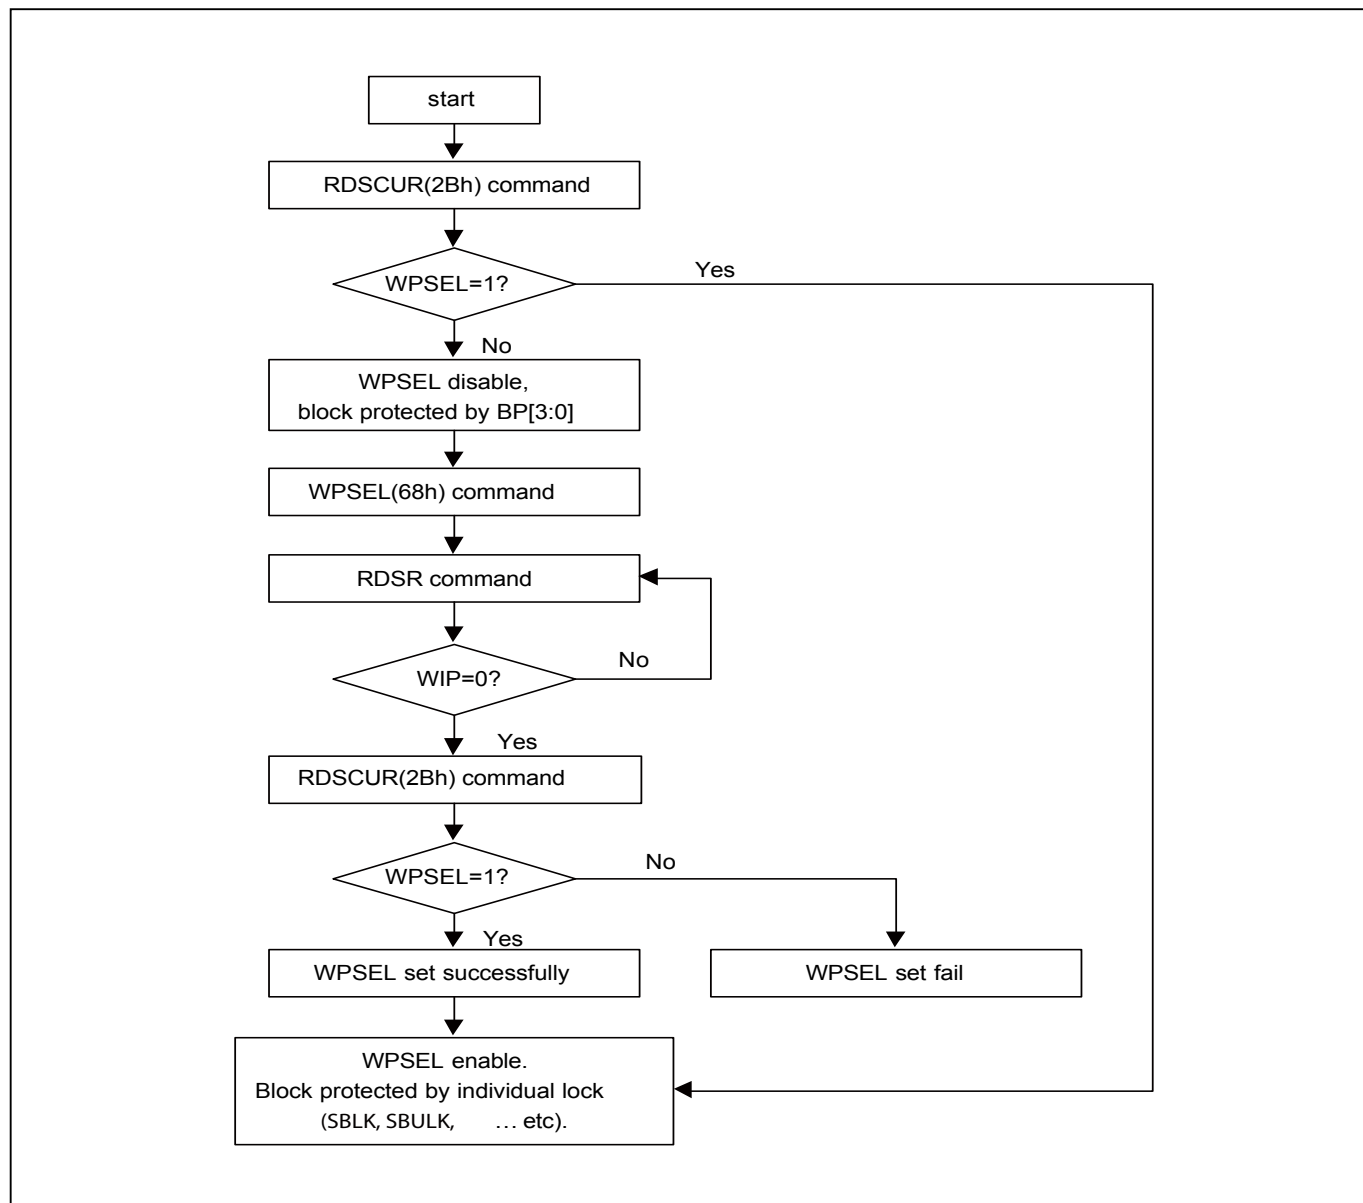 start
RDSCUR(2Bh) command
WPSEL=1?
Yes
No
WPSEL disable,
block protected by BP[3:0]
WPSEL(68h) command
RDSR command
WIP=0?
No
Yes
RDSCUR(2Bh) command
WPSEL=1?
No
Yes
WPSEL set successfully
WPSEL set fail
WPSEL enable.
Block protected by individual lock
(SBLK, SBULK, … etc).